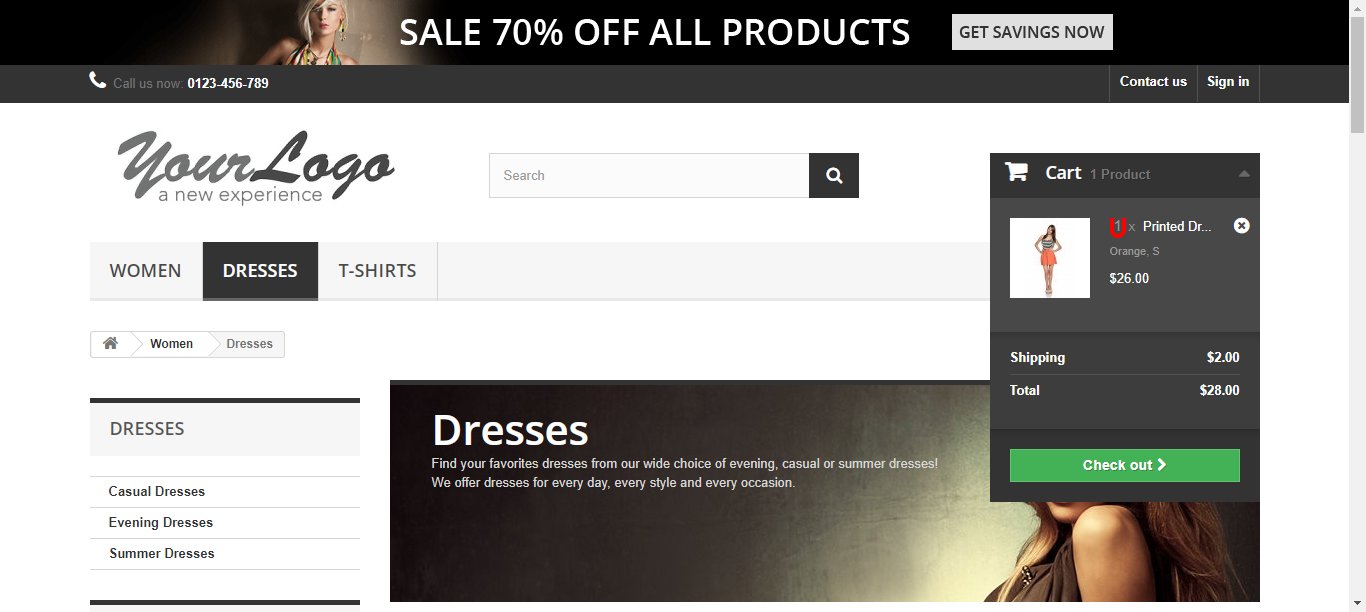 SALE 70% OFF ALL PRODUCTS GET SAVINGS NOW
Call us now: 0123-456-789 Contact us Sign in
Your Logo
a new experience
Search
Cart 1 Product
1 x Printed Dr...
Orange, S
$26.00
WOMEN DRESSES T-SHIRTS
Women Dresses
Shipping $2.00
Total $28.00
Check out
DRESSES
Casual Dresses
Evening Dresses
Summer Dresses
Dresses
Find your favorites dresses from our wide choice of evening, casual or summer dresses!
We offer dresses for every day, every style and every occasion.